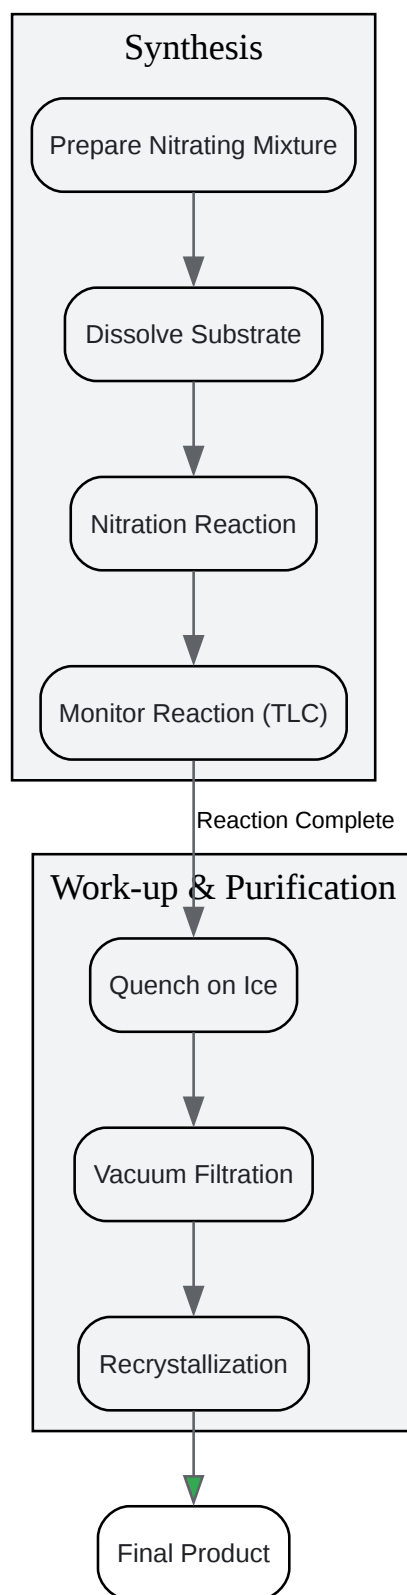 Synthesis
Prepare Nitrating Mixture
Dissolve Substrate
Nitration Reaction
Monitor Reaction (TLC)
Reaction Complete
Work-up & Purification
Quench on Ice
Vacuum Filtration
Recrystallization
Final Product